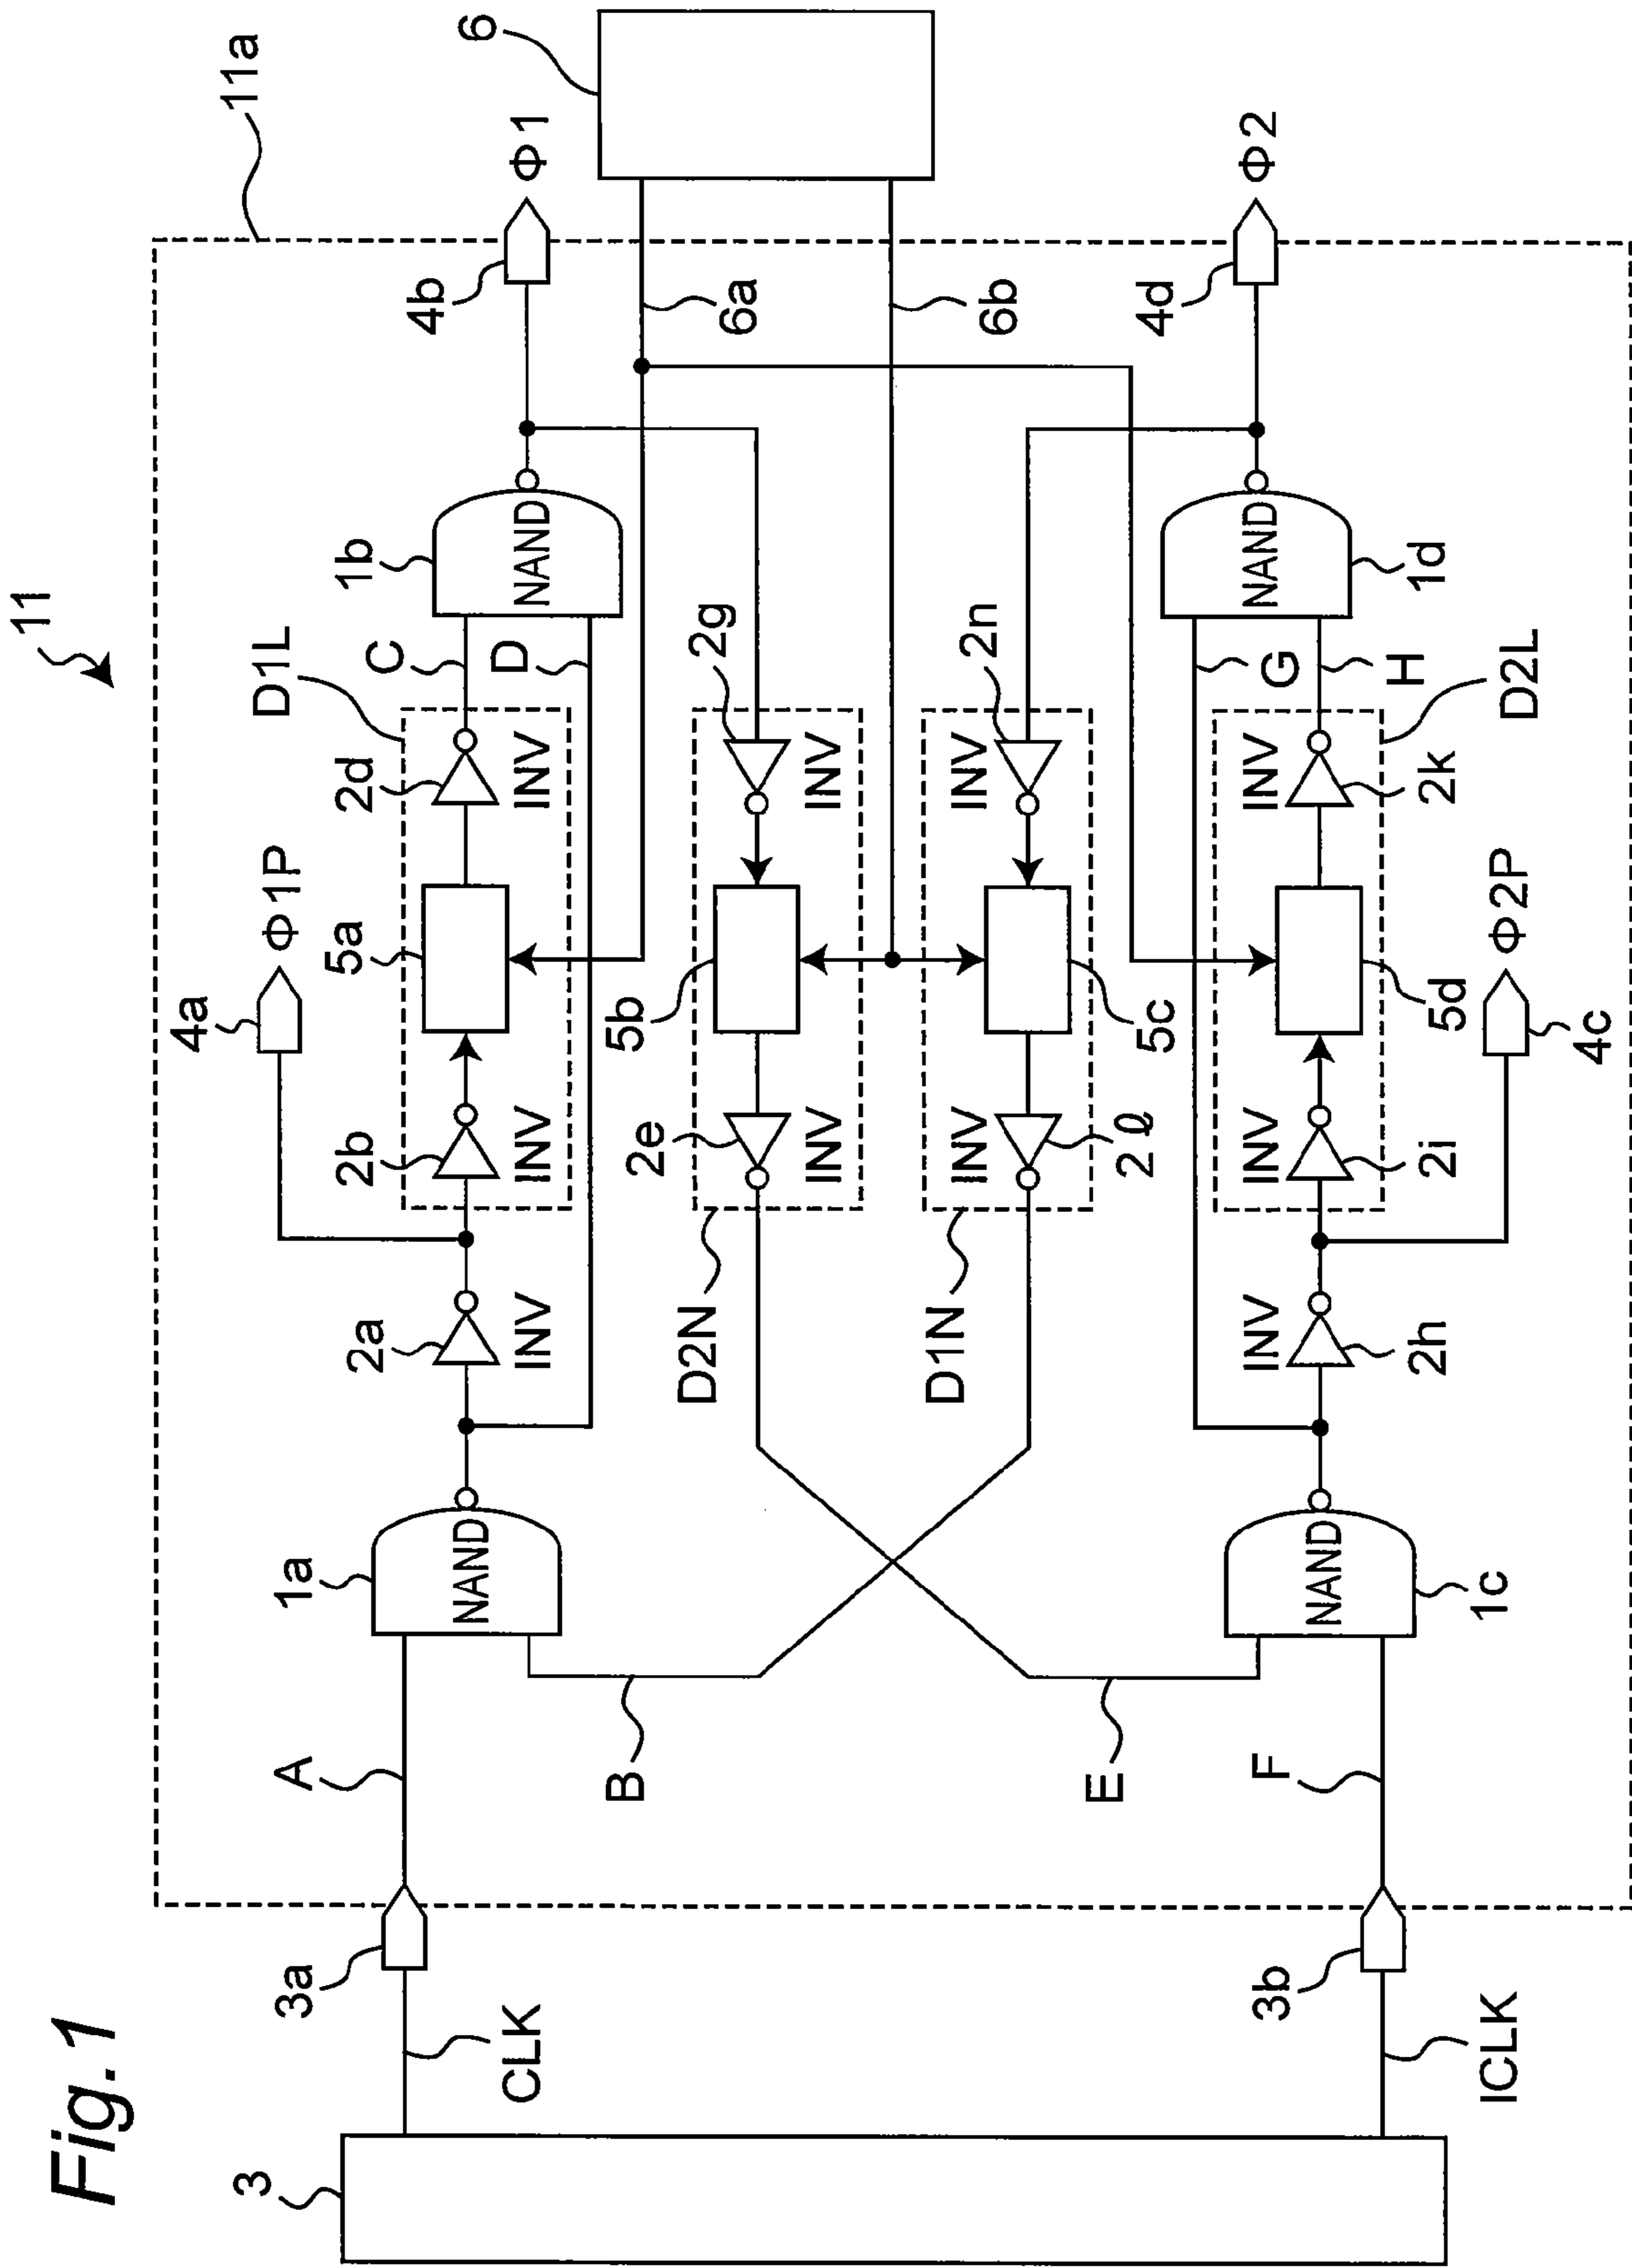 Fig.1
11
11a
3
CLK
3a
A
1a
NAND
2a
INV
4a
Φ1P
D1L
2b
INV
5a
2d
INV
C
D
1b
NAND
4b
Φ1
6
6a
6b
B
D2N
2e
INV
5b
2g
INV
E
D1N
2ℓ
INV
5c
2n
INV
ICLK
3b
F
1c
NAND
2h
INV
4c
Φ2P
D2L
2i
INV
5d
2k
INV
G
H
1d
NAND
4d
Φ2